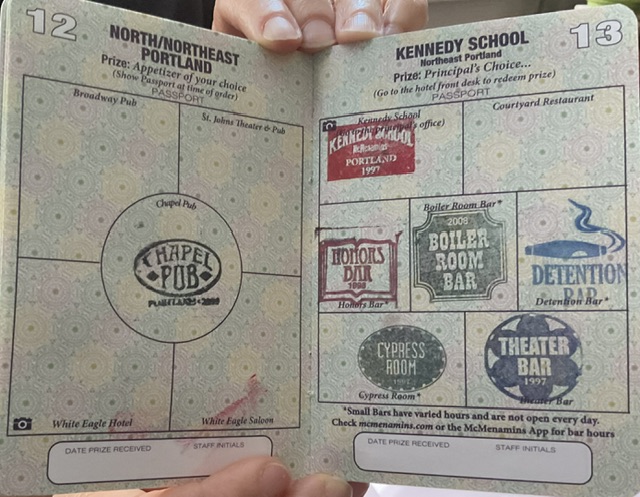 12
NORTH/NORTHEAST
PORTLAND
Prize: Appetizer of your choice
(Show Passport at time of order)
PASSPORT
Broadway Pub
St. Johns Theater & Pub
Chapel Pub
CHAPEL
PUB
White Eagle Hotel
White Eagle Saloon
DATE PRIZE RECEIVED
STAFF INITIALS
13
KENNEDY SCHOOL
Northeast Portland
Prize: Principal's Choice...
(Go to the hotel front desk to redeem prize)
PASSPORT
Kennedy School
principal's office)
KENNEDY SCHOOL
McMenamins
PORTLAND
1997
Courtyard Restaurant
HONORS
BAR
1998
Honors Bar*
Boiler Room Bar*
2008
BOILER
ROOM
BAR
DETENTION
BAR
Detention Bar*
CYPRESS
ROOM
Cypress Room*
THEATER
BAR
1997
Theater Bar
*Small Bars have varied hours and are not open every day.
Check mcmenamins.com or the McMenamins App for bar hours
DATE PRIZE RECEIVED
STAFF INITIALS